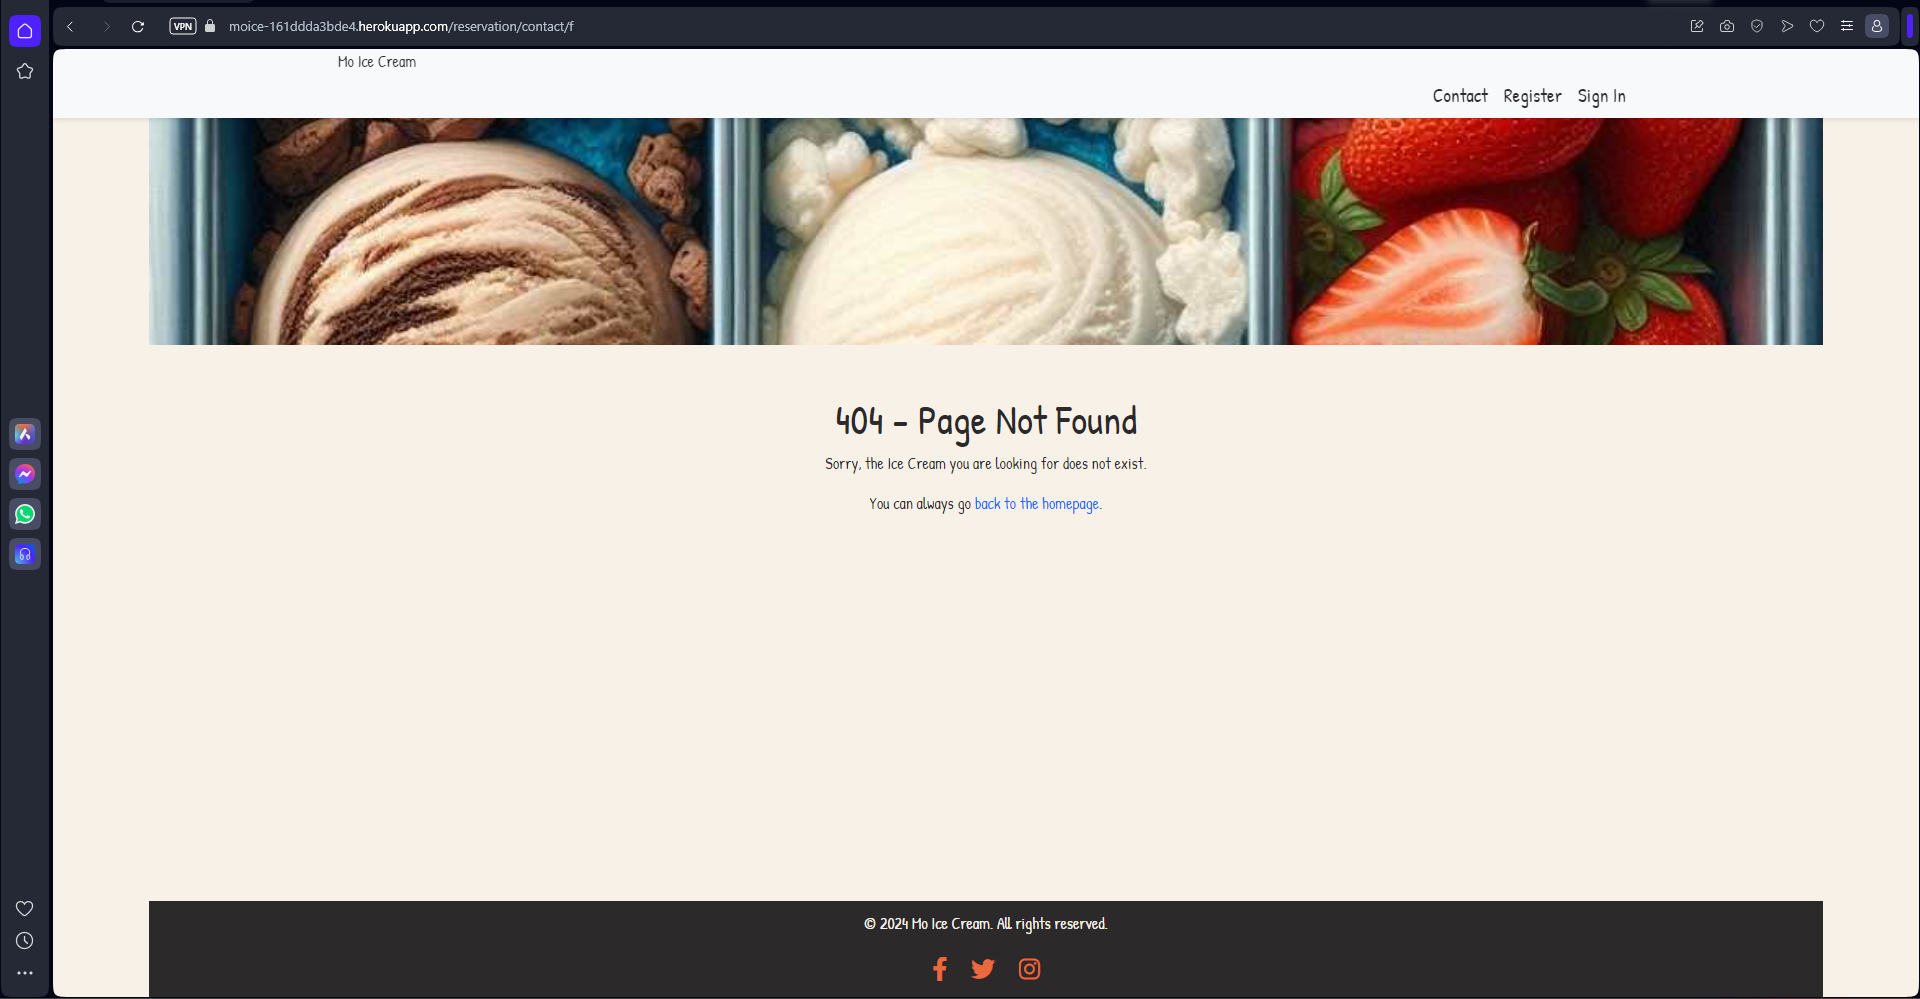 VPN
moice-161ddda3bde4.herokuapp.com/reservation/contact/f
Mo Ice Cream
Contact Register Sign In
404 - Page Not Found
Sorry, the Ice Cream you are looking for does not exist.
You can always go back to the homepage.
© 2024 Mo Ice Cream. All rights reserved.